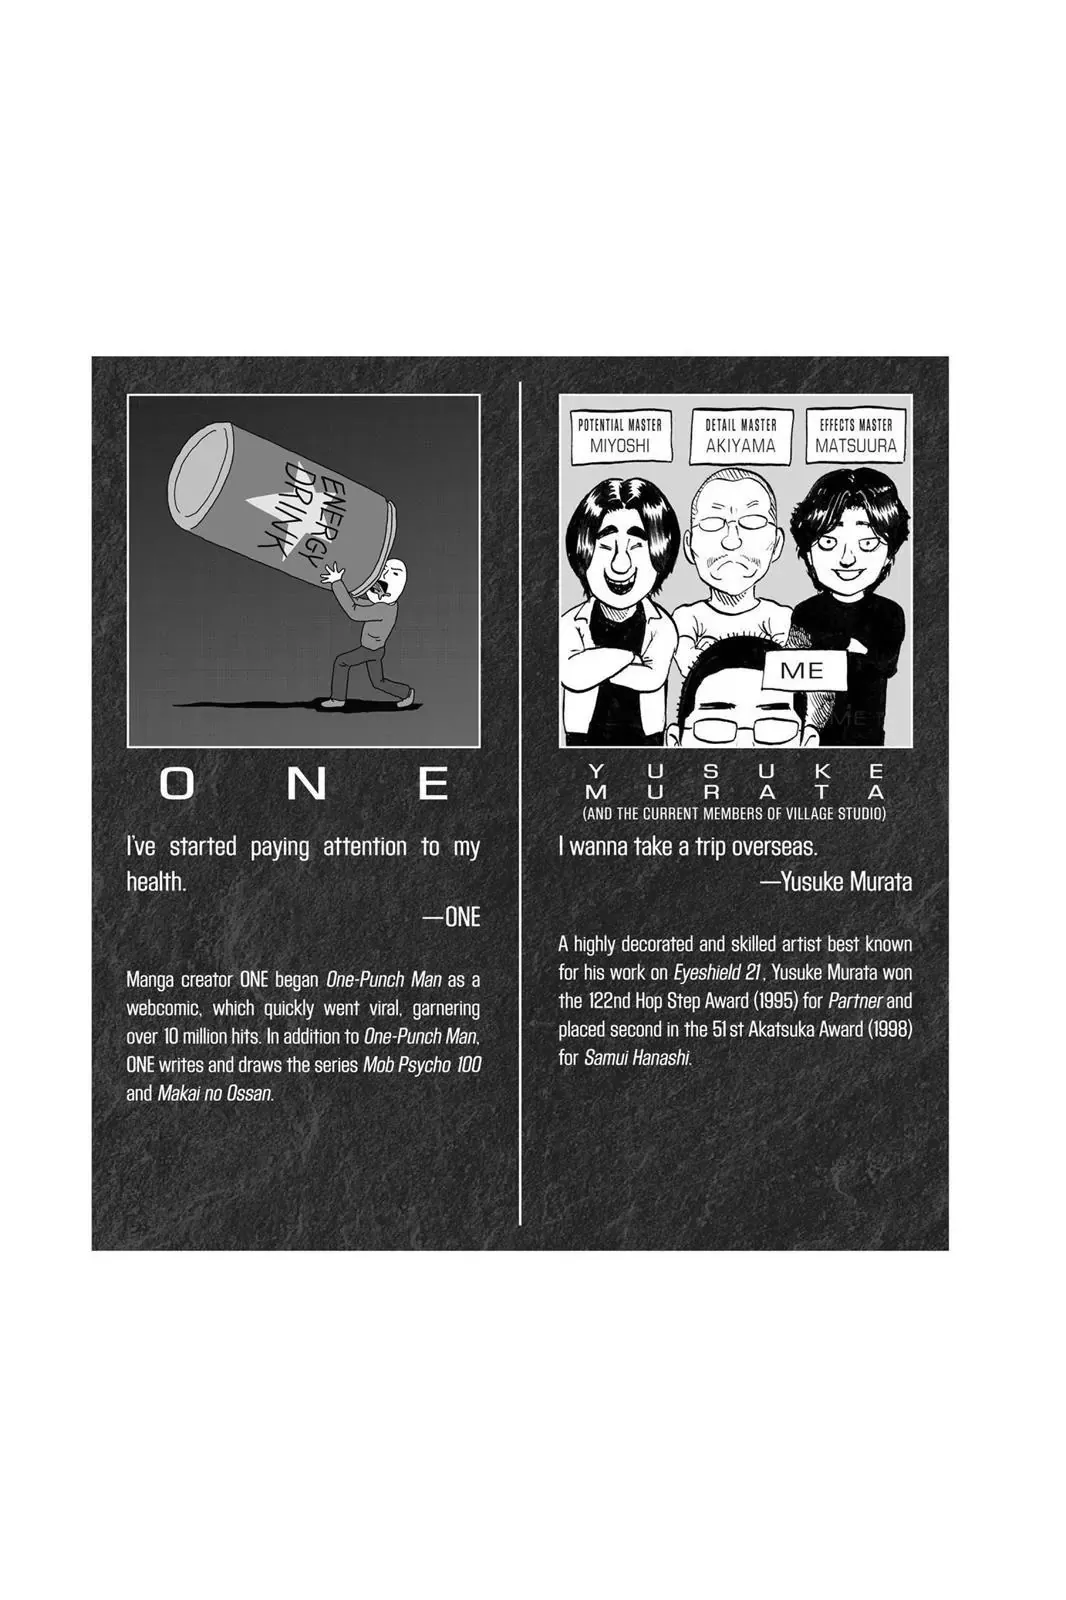 ENERGY
DRINK
O N E
I've started paying attention to my
health.
—ONE
Manga creator ONE began One-Punch Man as a
webcomic, which quickly went viral, garnering
over 10 million hits. In addition to One-Punch Man,
ONE writes and draws the series Mob Psycho 100
and Makai no Ossan.
POTENTIAL MASTER
MIYOSHI
DETAIL MASTER
AKIYAMA
EFFECTS MASTER
MATSUURA
ME
YUSUKE
MURATA
(AND THE CURRENT MEMBERS OF VILLAGE STUDIO)
I wanna take a trip overseas.
—Yusuke Murata
A highly decorated and skilled artist best known
for his work on Eyeshield 21, Yusuke Murata won
the 122nd Hop Step Award (1995) for Partner and
placed second in the 51st Akatsuka Award (1998)
for Samui Hanashi.